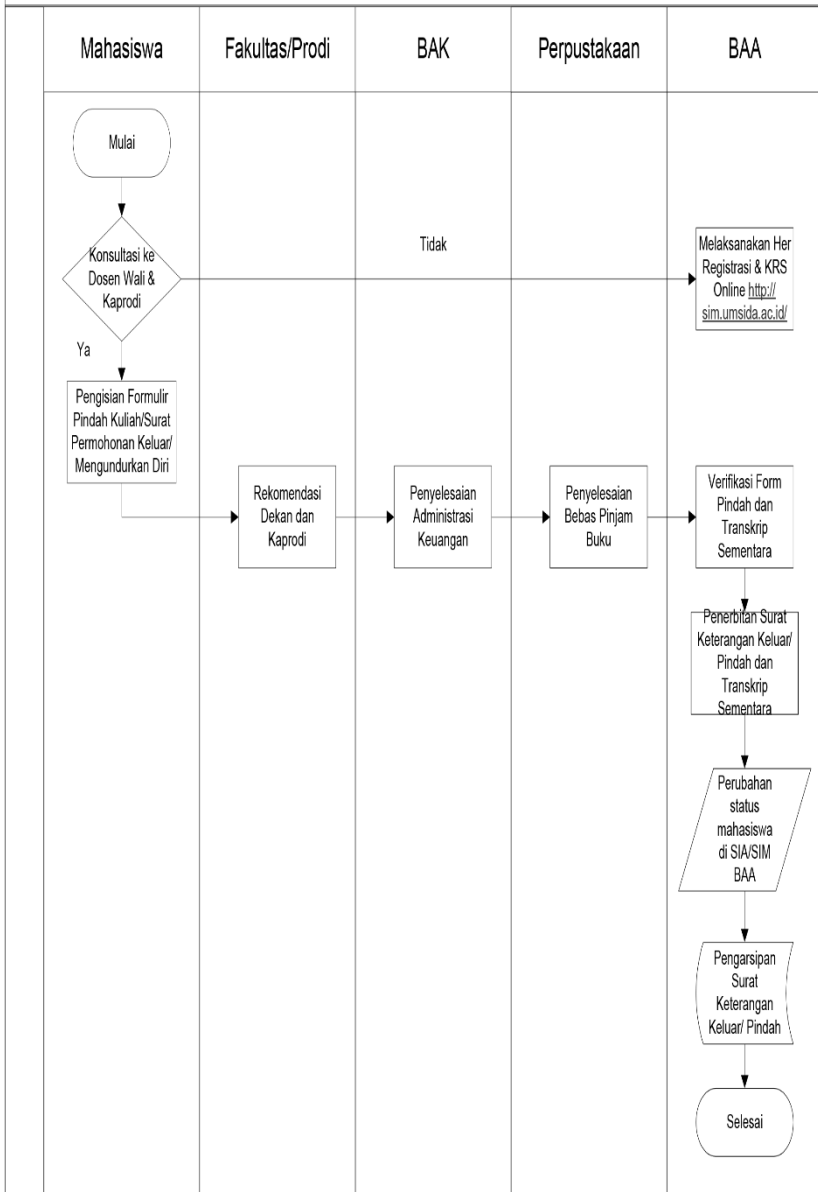 Mahasiswa
Fakultas/Prodi
BAK
Perpustakaan
BAA
Mulai
Konsultasi ke
Dosen Wali &
Kaprodi
Tidak
Melaksanakan Her
Registrasi & KRS
Online http://
sim.umsida.ac.id/
Ya
Pengisian Formulir
Pindah Kuliah/Surat
Permohonan Keluar/
Mengundurkan Diri
Rekomendasi
Dekan dan
Kaprodi
Penyelesaian
Administrasi
Keuangan
Penyelesaian
Bebas Pinjam
Buku
Verifikasi Form
Pindah dan
Transkrip
Sementara
Penerbitan Surat
Keterangan Keluar/
Pindah dan
Transkrip
Sementara
Perubahan
status
mahasiswa
di SIA/SIM
BAA
Pengarsipan
Surat
Keterangan
Keluar/ Pindah
Selesai